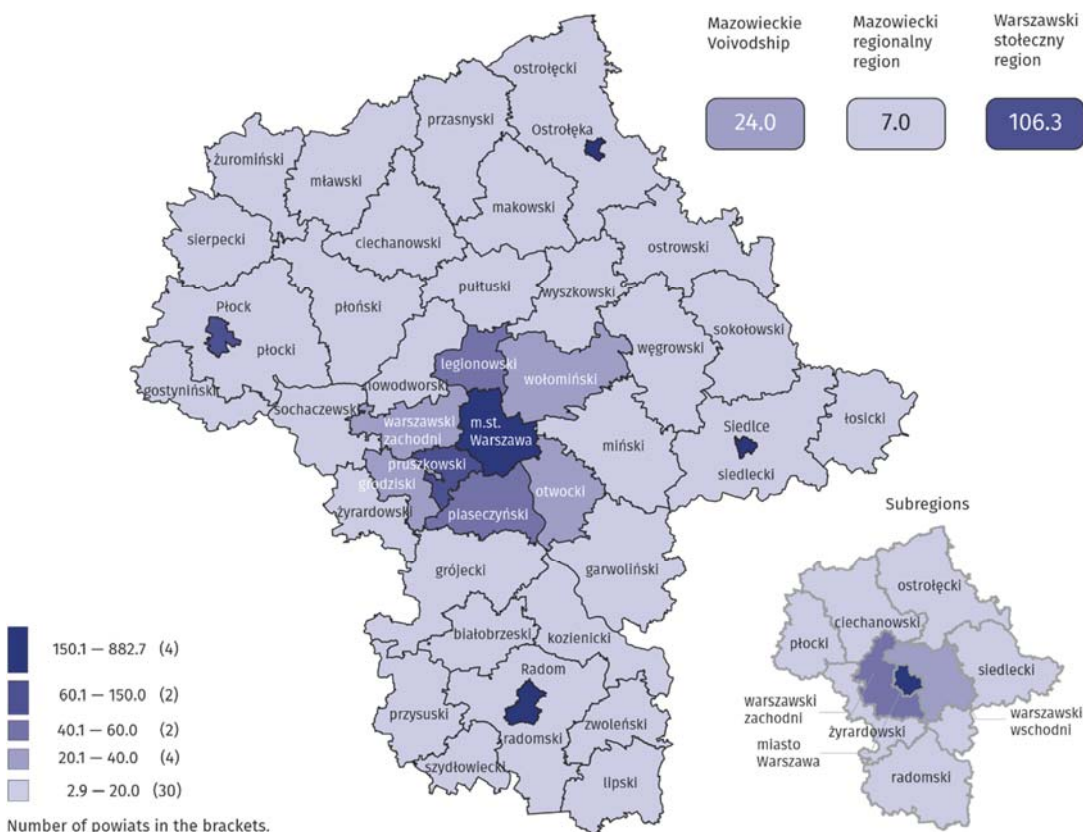 Mazowieckie
Voivodship
Mazowiecki
regionalny
region
Warszawski
stołeczny
region
24.0
7.0
106.3
ostrołęcki
Ostrołęka
przasnyski
żuromiński
mławski
makowski
ciechanowski
sierpecki
ostrowski
pułtuski
wyszkowski
Płock
płoński
płocki
sokołowski
węgrowski
legionowski
wołomiński
gostyniński
nowodworski
sochaczewski
łosicki
warszawski
zachodni
m.st.
Warszawa
Siedlce
miński
siedlecki
pruszkowski
grodziski
otwocki
żyrardowski
piaseczyński
grójecki
garwoliński
białobrzeski
kozienicki
Radom
przysuski
radomski
zwoleński
szydłowiecki
lipski
Subregions
ostrołęcki
ciechanowski
płocki
siedlecki
warszawski
zachodni
żyrardowski
warszawski
wschodni
miasto
Warszawa
radomski
150.1 — 882.7 (4)
60.1 — 150.0 (2)
40.1 — 60.0 (2)
20.1 — 40.0 (4)
2.9 — 20.0 (30)
Number of powiats in the brackets.